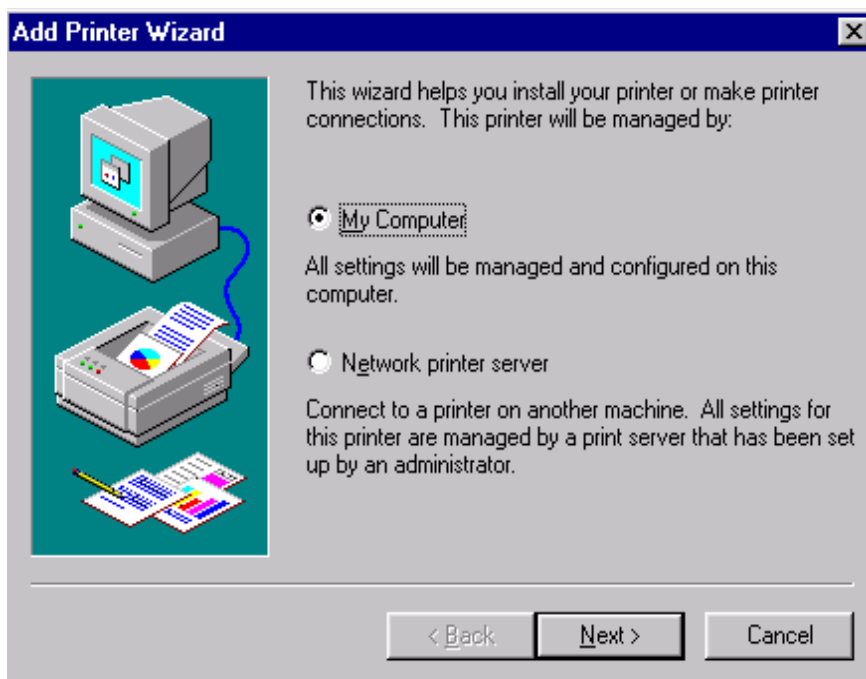 Add Printer Wizard
This wizard helps you install your printer or make printer
connections. This printer will be managed by:
My Computer
All settings will be managed and configured on this
computer.
Network printer server
Connect to a printer on another machine. All settings for
this printer are managed by a print server that has been set
up by an administrator.
< Back
Next >
Cancel